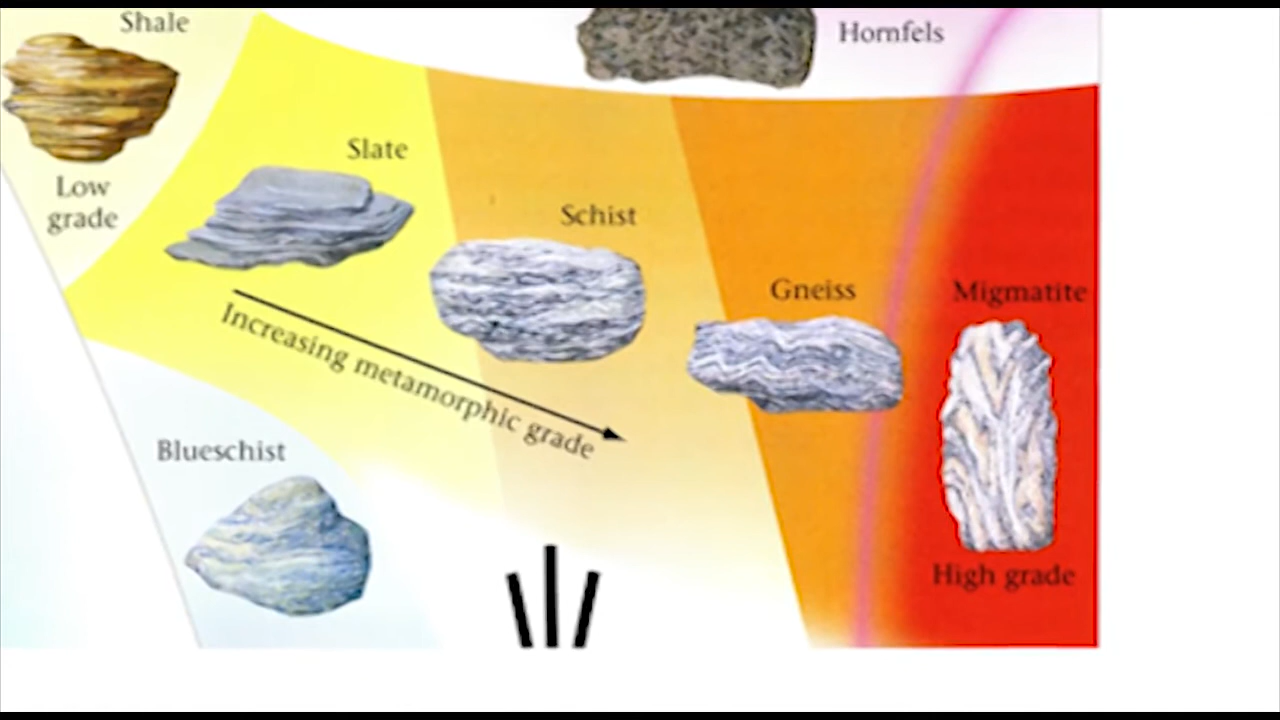 Shale
Hornfels
Slate
Low
grade
Schist
Gneiss
Migmatite
Increasing metamorphic grade
Blueschist
High grade